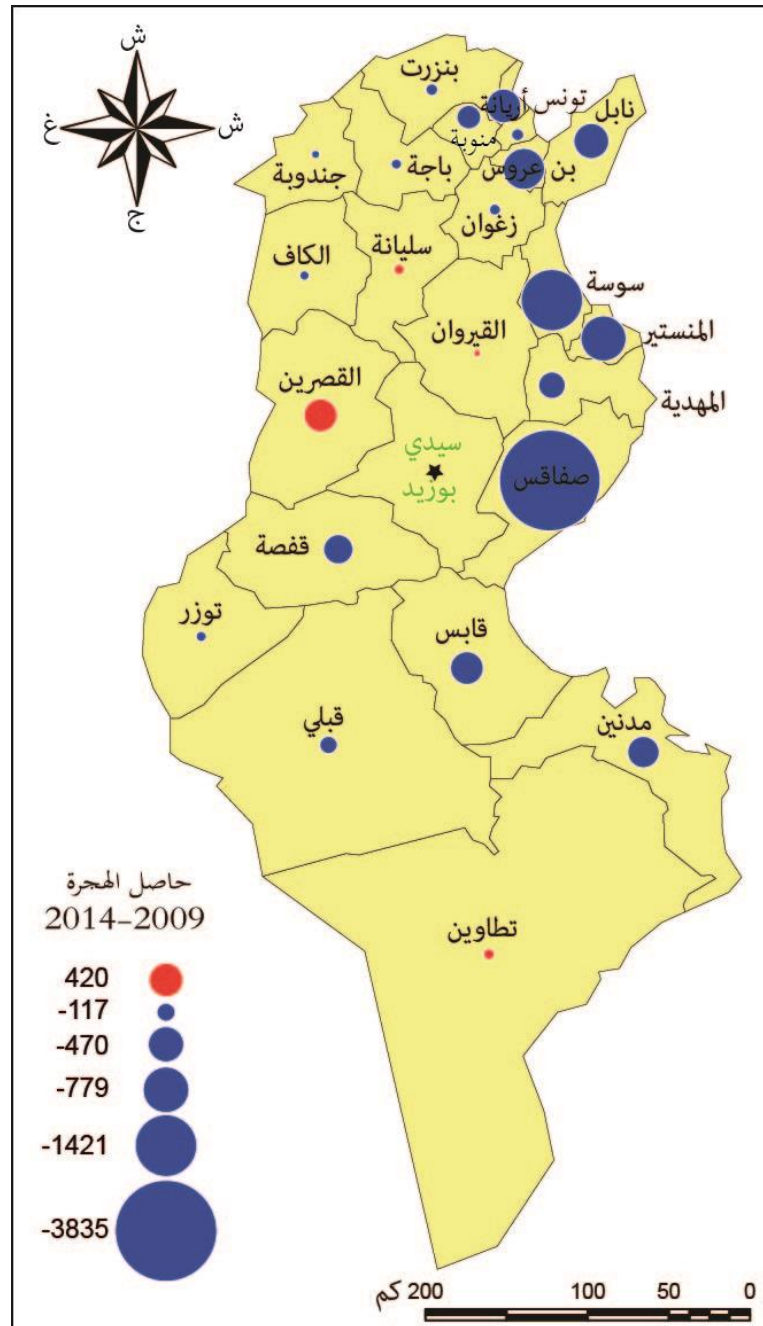 ش
غ
ش
ج
بنزرت
تونس
أريانة
نابل
منوبة
جندوبة
باجة
بن عروس
زغوان
الكاف
سليانة
سوسة
القيروان
المنستير
القصرين
المهدية
سيدي
بوزيد
صفاقس
قفصة
توزر
قابس
قبلي
مدنين
تطاوين
حاصل الهجرة
2014-2009
420
-117
-470
-779
-1421
-3835
كم 200 100 50 0